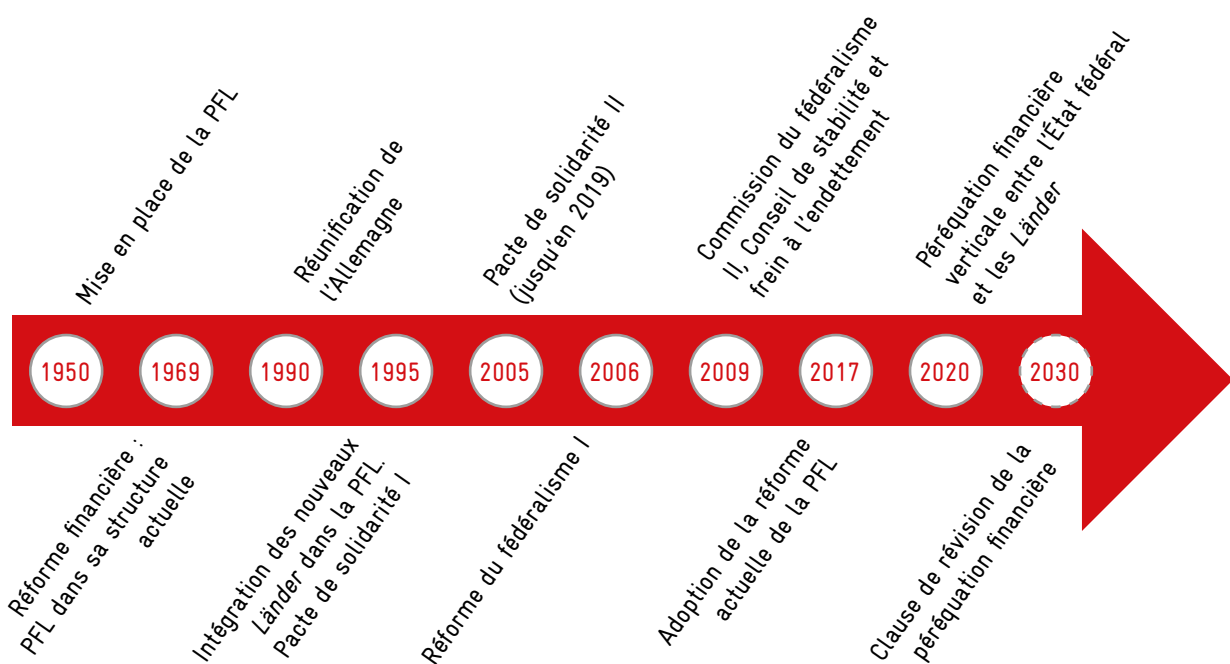 Mise en place de la PFL
Réunification de
l'Allemagne
Pacte de solidarité II
(jusqu'en 2019)
Commission du fédéralisme
II, Conseil de stabilité et
frein à l'endettement
Péréquation financière
verticale entre l'État fédéral
et les Länder
1950
1969
1990
1995
2005
2006
2009
2017
2020
2030
Réforme financière :
PFL dans sa structure
actuelle
Intégration des nouveaux
Länder dans la PFL.
Pacte de solidarité I
Réforme du fédéralisme I
Adoption de la réforme
actuelle de la PFL
Clause de révision de la
péréquation financière